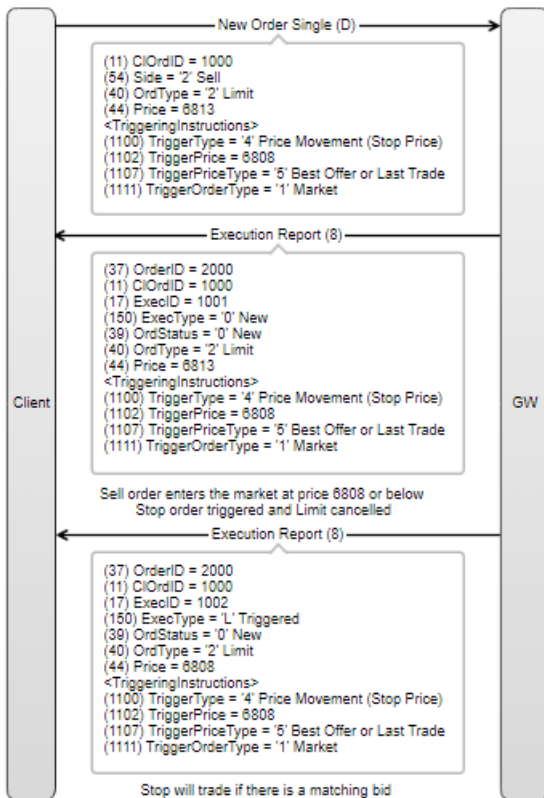 New Order Single (D)
(11) ClOrdID = 1000
(54) Side = '2' Sell
(40) OrdType = '2' Limit
(44) Price = 6813
<TriggeringInstructions>
(1100) TriggerType = '4' Price Movement (Stop Price)
(1102) TriggerPrice = 6808
(1107) TriggerPriceType = '5' Best Offer or Last Trade
(1111) TriggerOrderType = '1' Market
Execution Report (8)
(37) OrderID = 2000
(11) ClOrdID = 1000
(17) ExecID = 1001
(150) ExecType = '0' New
(39) OrdStatus = '0' New
(40) OrdType = '2' Limit
(44) Price = 6813
<TriggeringInstructions>
(1100) TriggerType = '4' Price Movement (Stop Price)
(1102) TriggerPrice = 6808
(1107) TriggerPriceType = '5' Best Offer or Last Trade
(1111) TriggerOrderType = '1' Market
Client
GW
Sell order enters the market at price 6808 or below
Stop order triggered and Limit cancelled
Execution Report (8)
(37) OrderID = 2000
(11) ClOrdID = 1000
(17) ExecID = 1002
(150) ExecType = 'L' Triggered
(39) OrdStatus = '0' New
(40) OrdType = '2' Limit
(44) Price = 6808
<TriggeringInstructions>
(1100) TriggerType = '4' Price Movement (Stop Price)
(1102) TriggerPrice = 6808
(1107) TriggerPriceType = '5' Best Offer or Last Trade
(1111) TriggerOrderType = '1' Market
Stop will trade if there is a matching bid